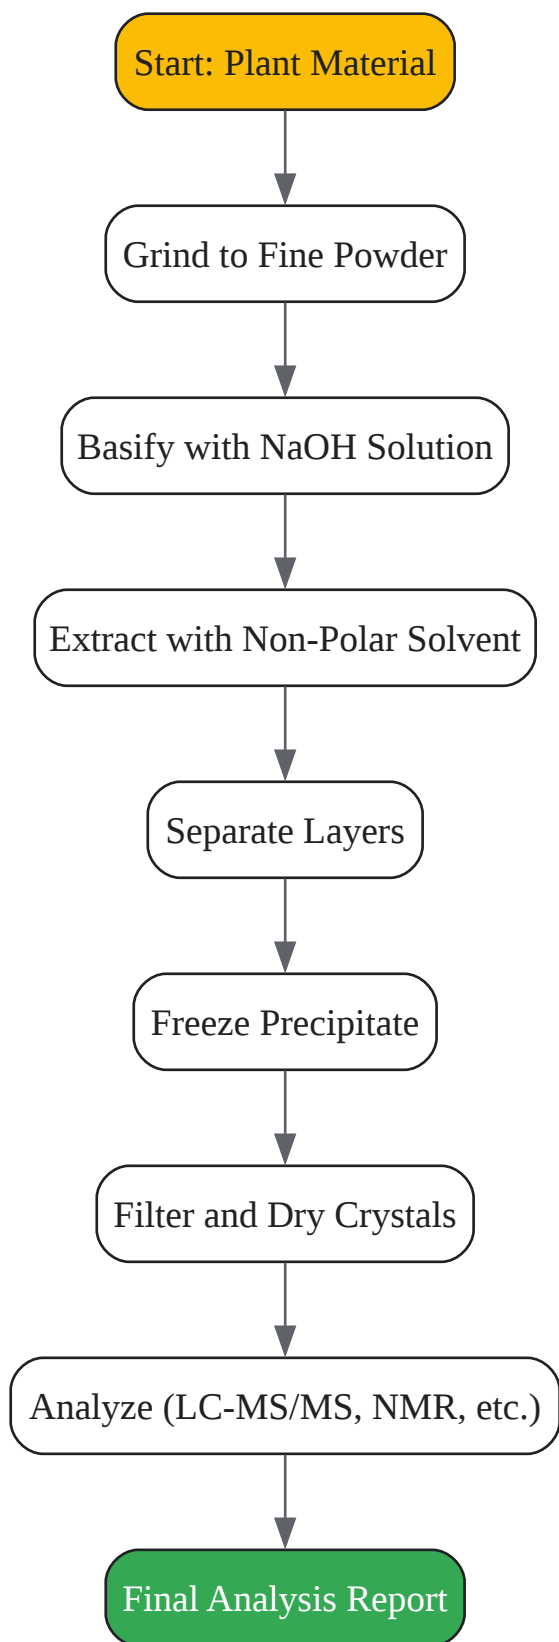 Start: Plant Material
Grind to Fine Powder
Basify with NaOH Solution
Extract with Non-Polar Solvent
Separate Layers
Freeze Precipitate
Filter and Dry Crystals
Analyze (LC-MS/MS, NMR, etc.)
Final Analysis Report